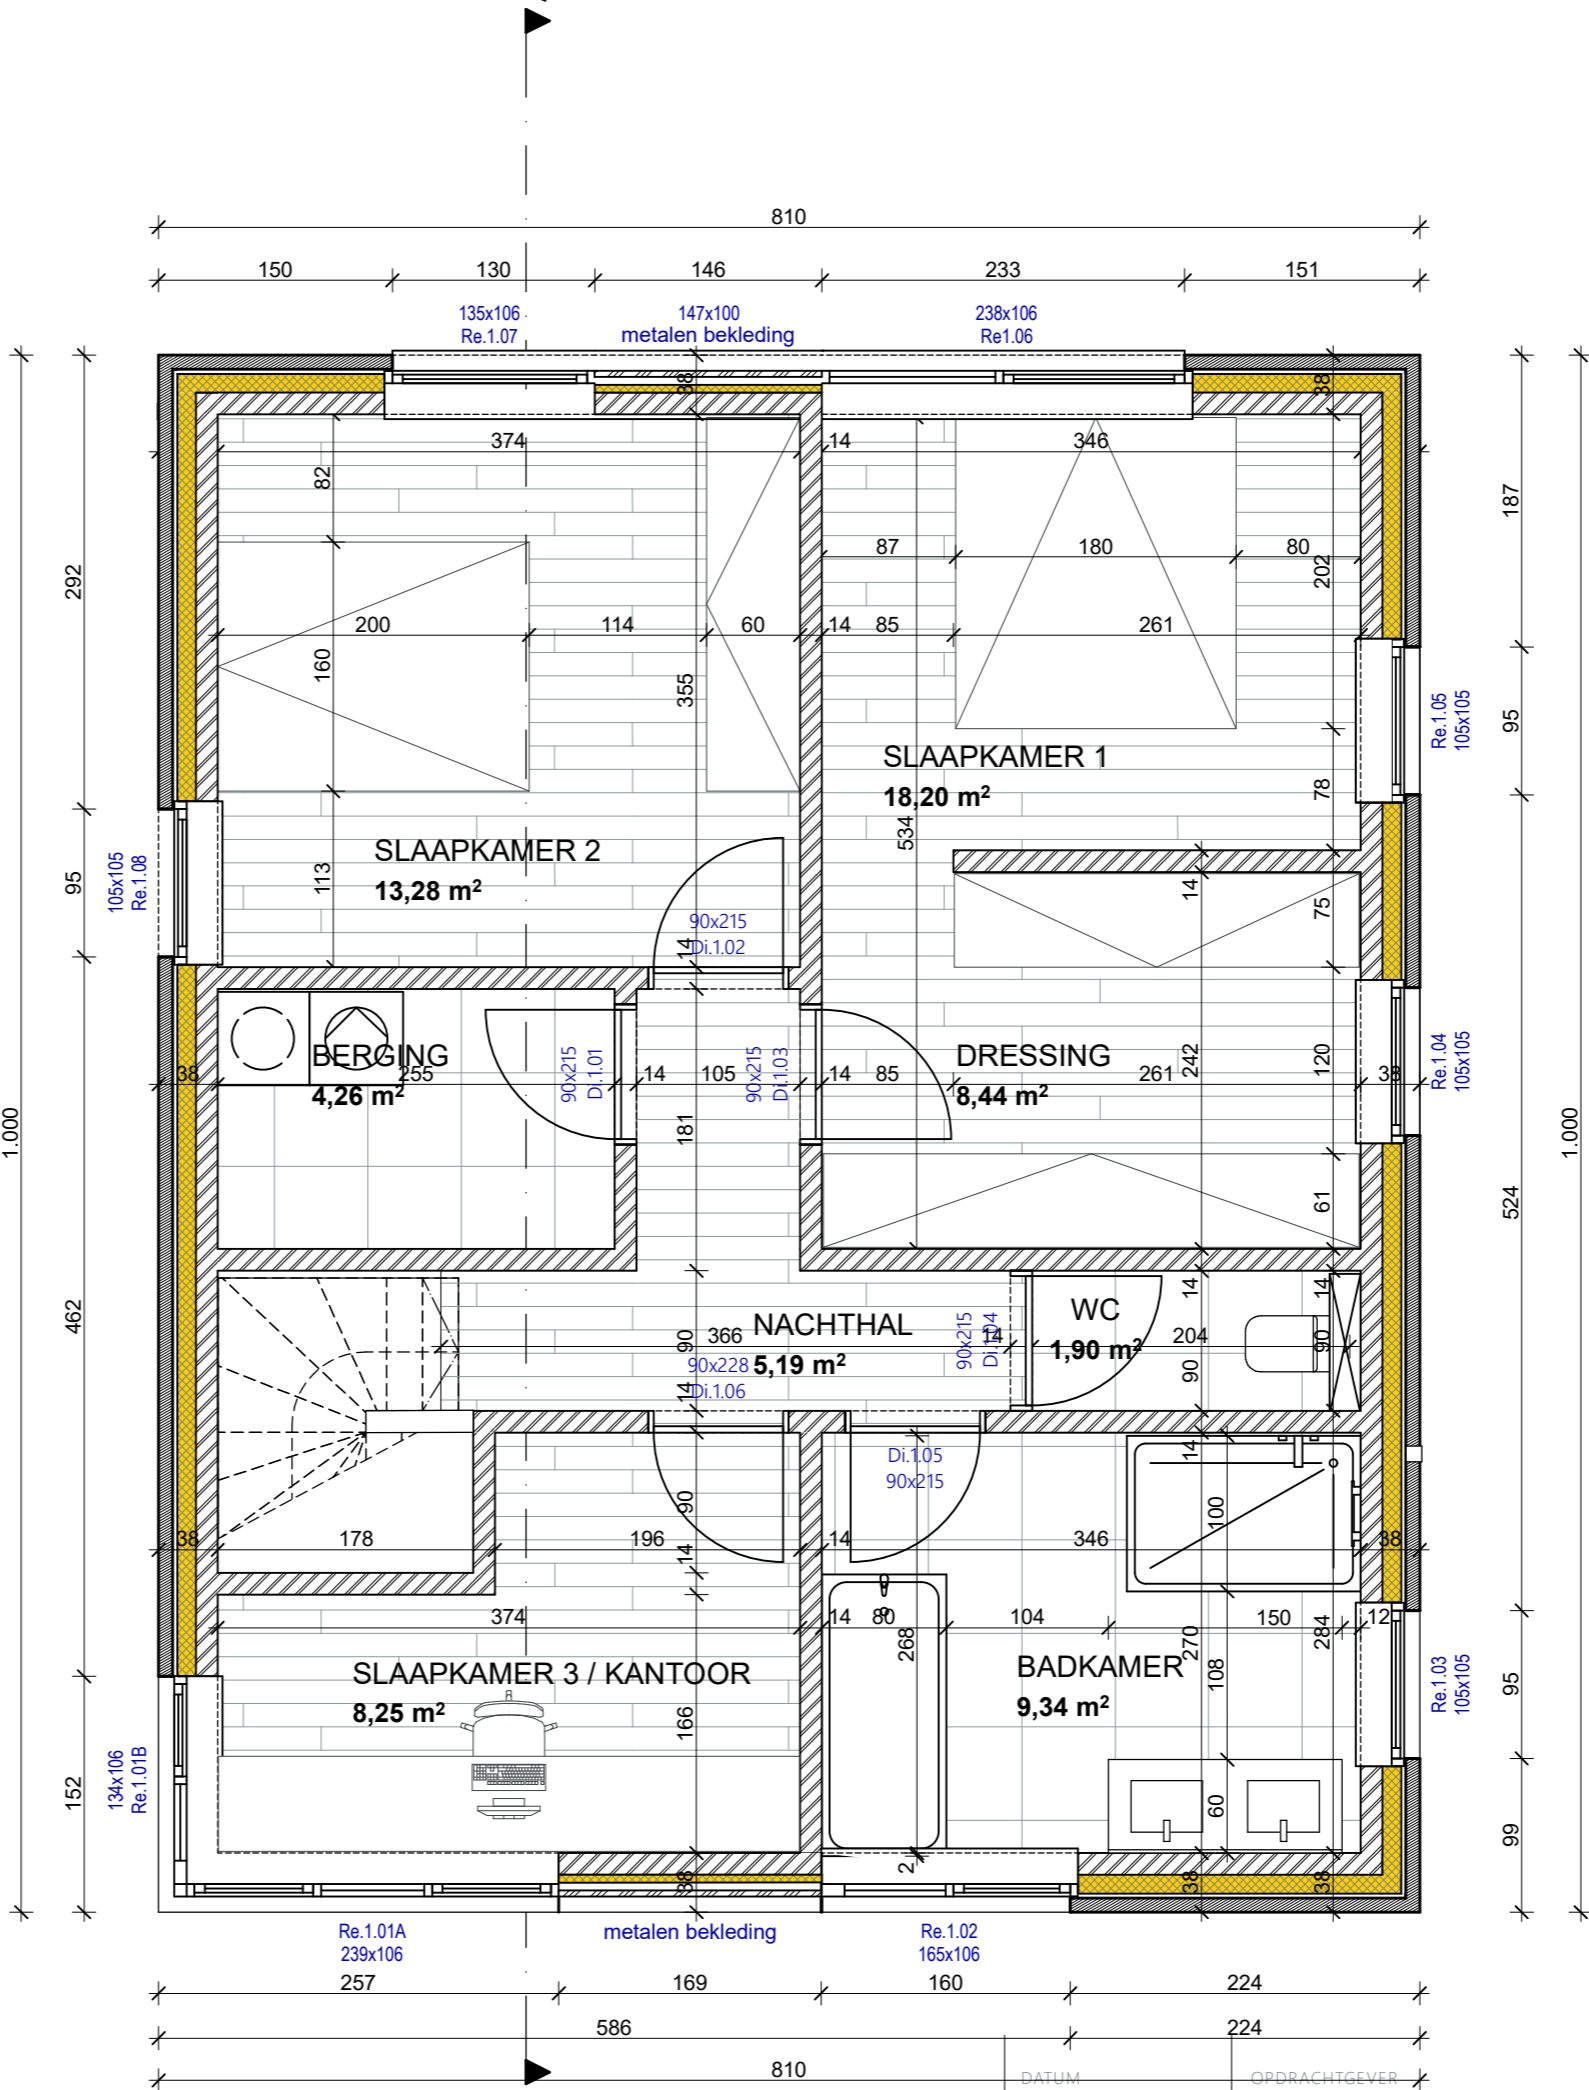 810
150 130 146 233 151
135x106 147x100 238x106
Re.1.07 metalen bekleding Re1.06
38 38
374 14 346
82
87 180 80
202
187
292
200 114 60 14 85 261
160 355
Re.1.05
105x105
95
SLAAPKAMER 1
18,20 m²
78
534
SLAAPKAMER 2
13,28 m²
113
105x105
Re.1.08
95
14
75
90x215
Di.1.02
14
BERGING
4,26 m²
38 255 14 105 14 85 261 38
90x215
Di.1.01
90x215
Di.1.03
DRESSING
8,44 m²
242
120
Re.1.04
105x105
1.000
1.000
181
61
524
462
NACHTHAL
5,19 m²
366
90
90x228
Di.1.06
14
90x215
Di.1.04
14
WC
1,90 m²
204
14 14
90 90
Di.1.05
90x215
14
90
100
38 178 196 14 346 38
14
374 14 80 104 150 12
268 270 108 284
SLAAPKAMER 3 / KANTOOR
8,25 m²
166
BADKAMER
9,34 m²
Re.1.03
105x105
95
134x106
Re.1.01B
152
60
99
2
38 38 38
Re.1.01A metalen bekleding Re.1.02
239x106 165x106
257 169 160 224
586 224
810
DATUM OPDRACHTGEVER